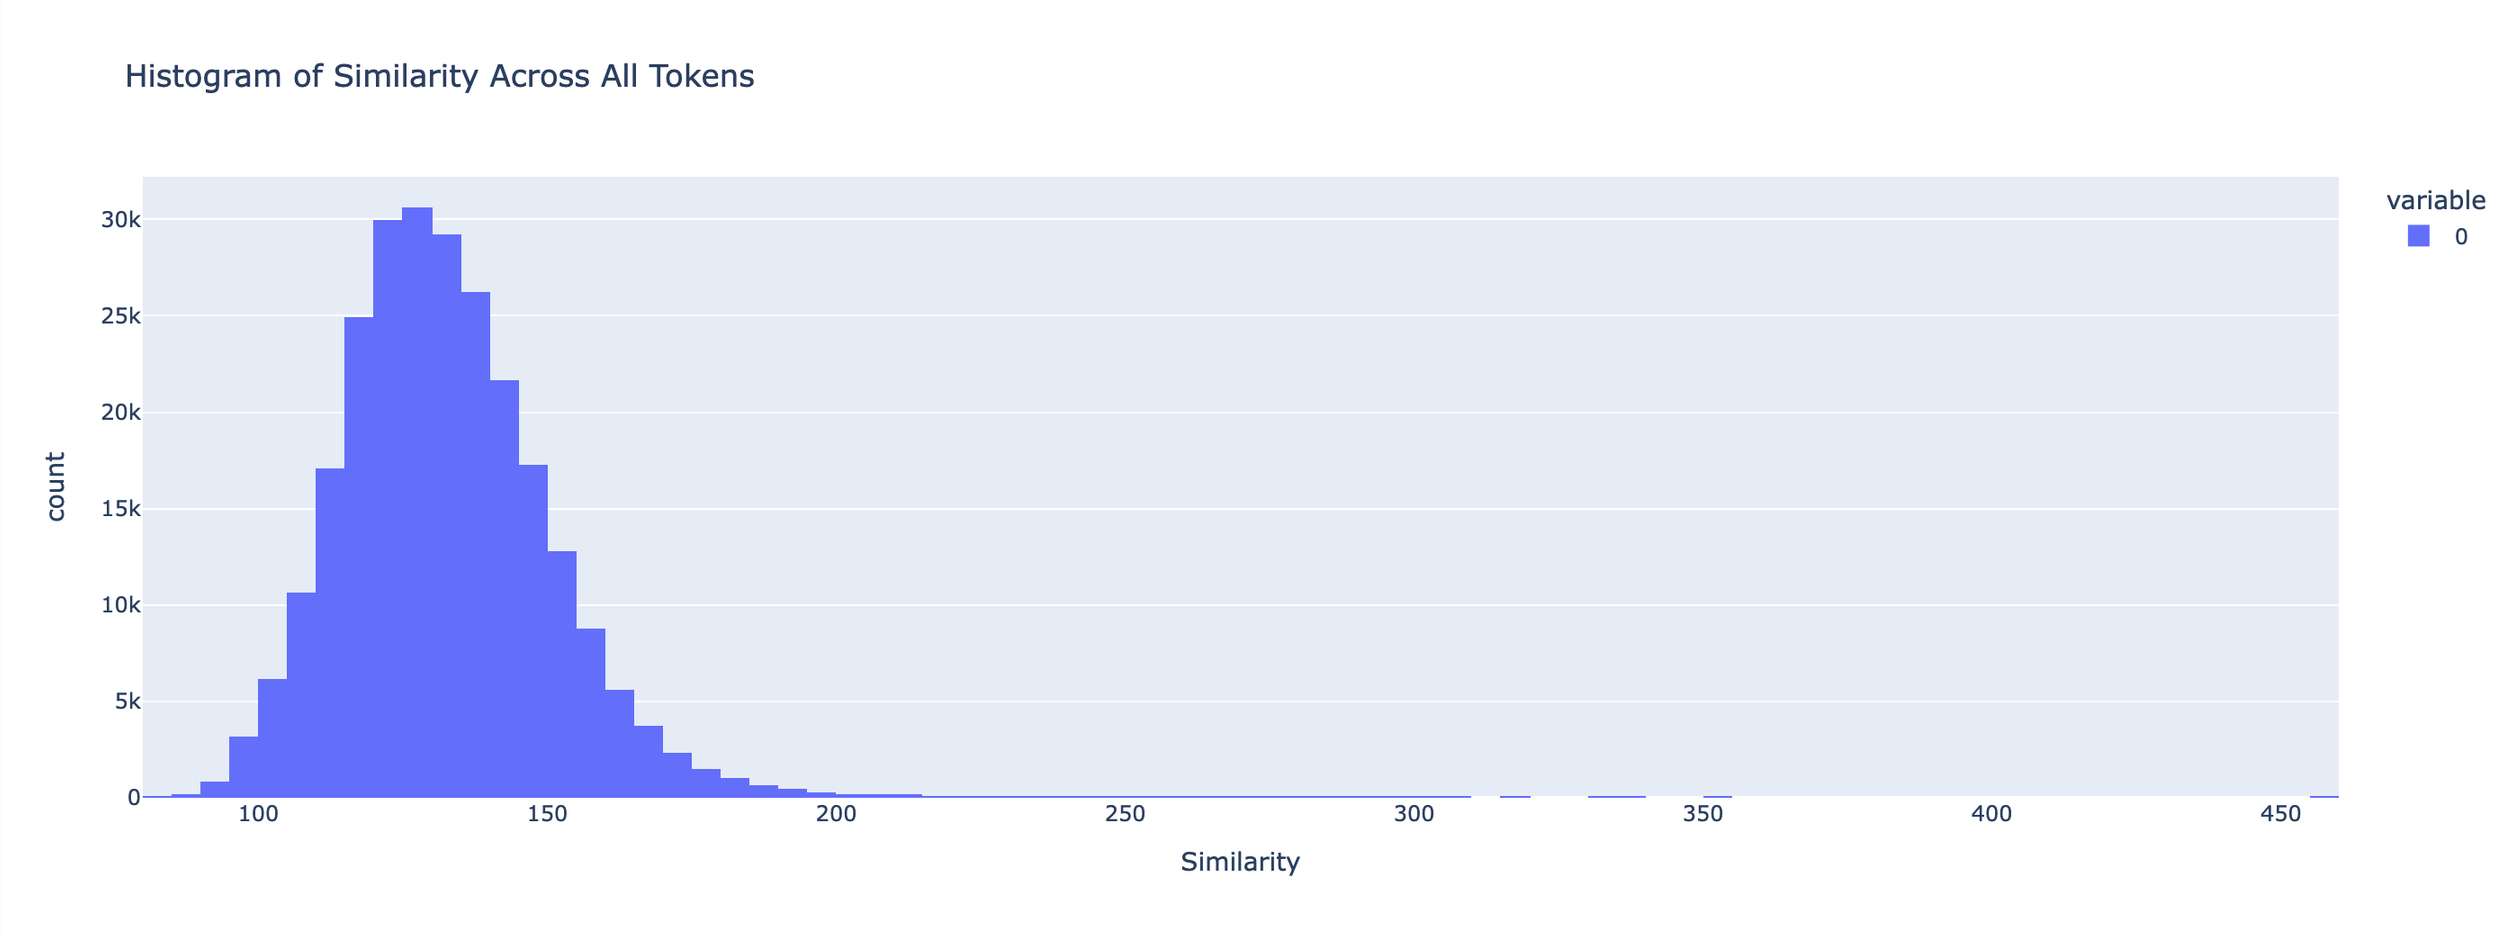 Histogram of Similarity Across All Tokens
variable
0
count
30k
25k
20k
15k
10k
5k
0
100 150 200 250 300 350 400 450
Similarity